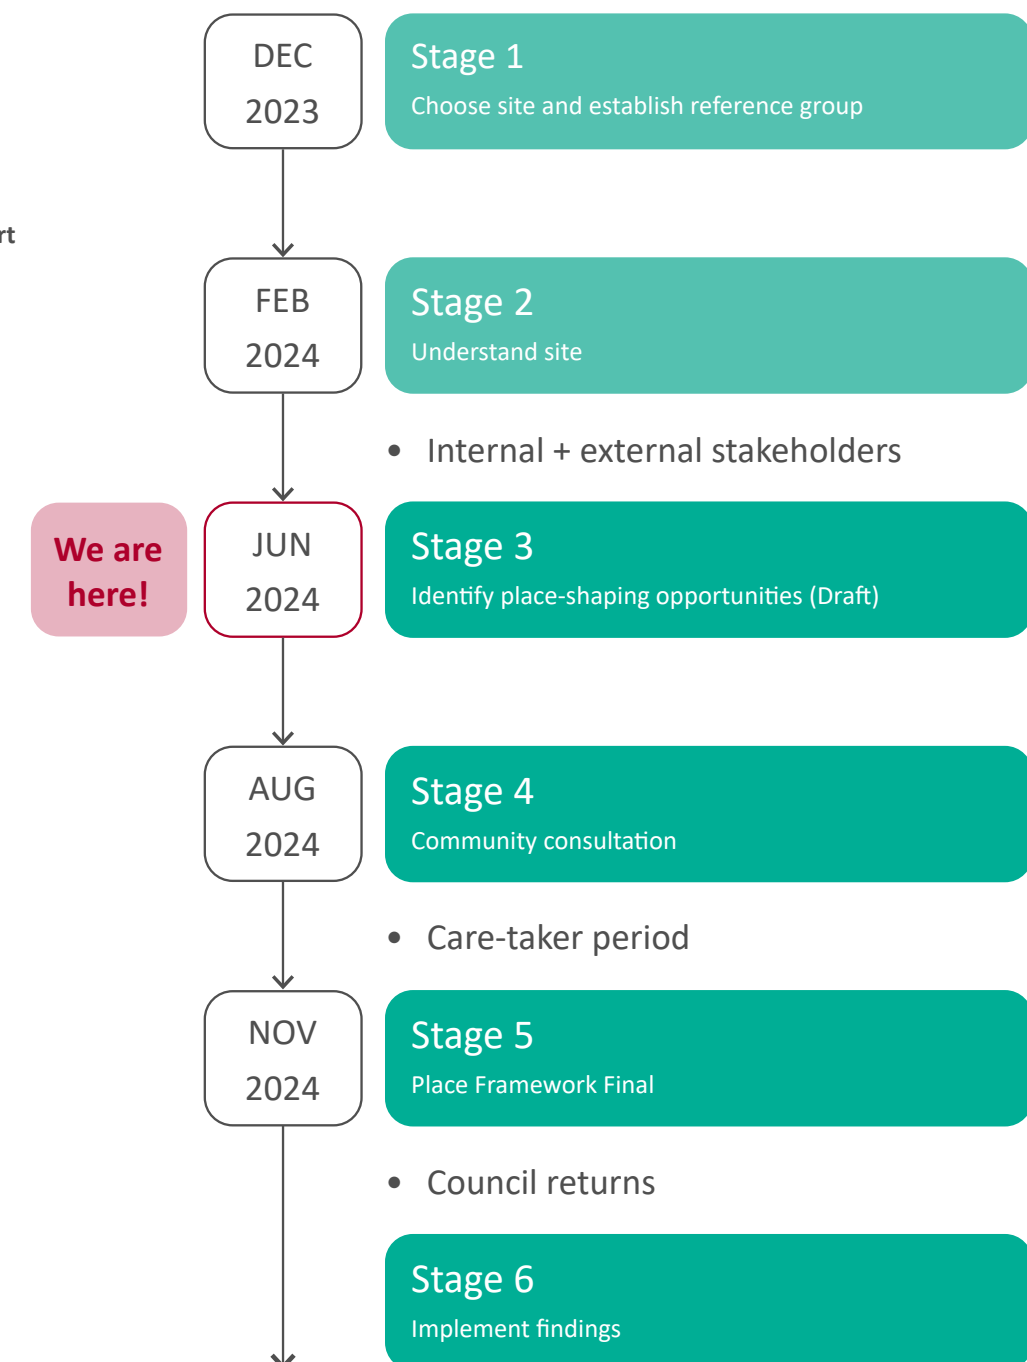 DEC
2023
Stage 1
Choose site and establish reference group
rt
FEB
2024
Stage 2
Understand site
• Internal + external stakeholders
We are
here!
JUN
2024
Stage 3
Identify place-shaping opportunities (Draft)
AUG
2024
Stage 4
Community consultation
• Care-taker period
NOV
2024
Stage 5
Place Framework Final
• Council returns
Stage 6
Implement findings